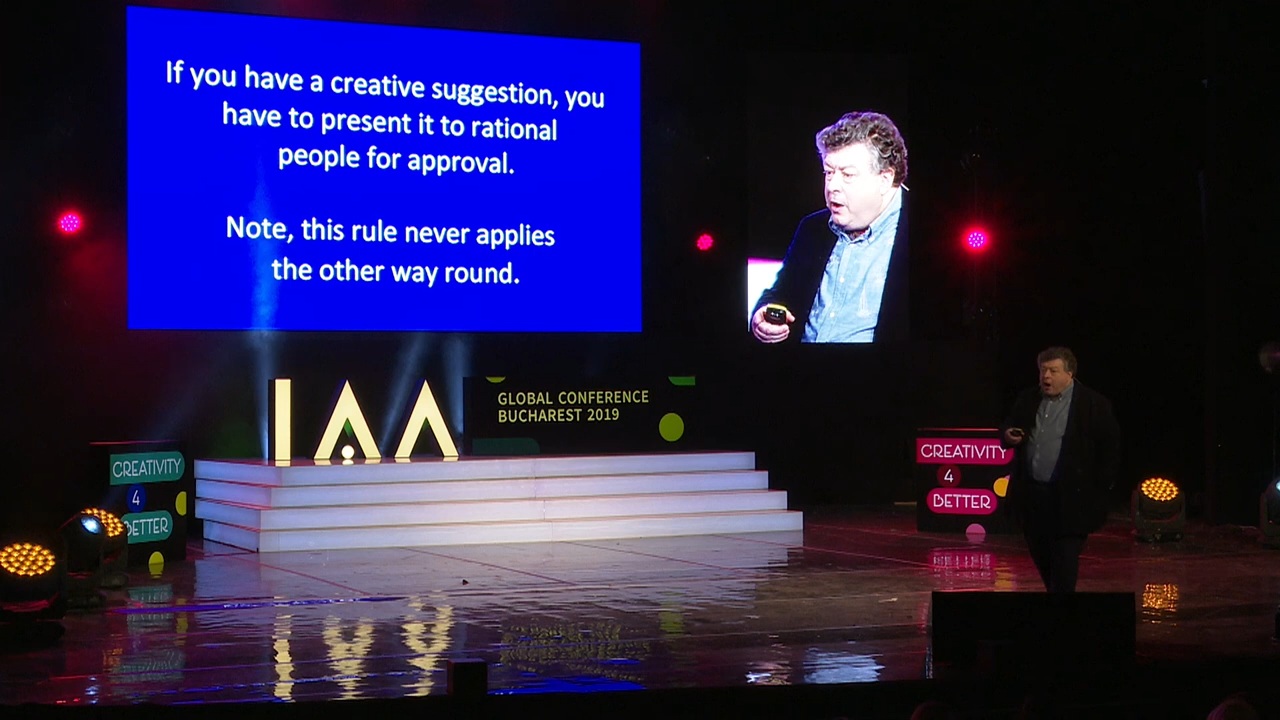 If you have a creative suggestion, you
have to present it to rational
people for approval.
Note, this rule never applies
the other way round.
IAA
GLOBAL CONFERENCE
BUCHAREST 2019
CREATIVITY
4
BETTER
CREATIVITY
4
BETTER